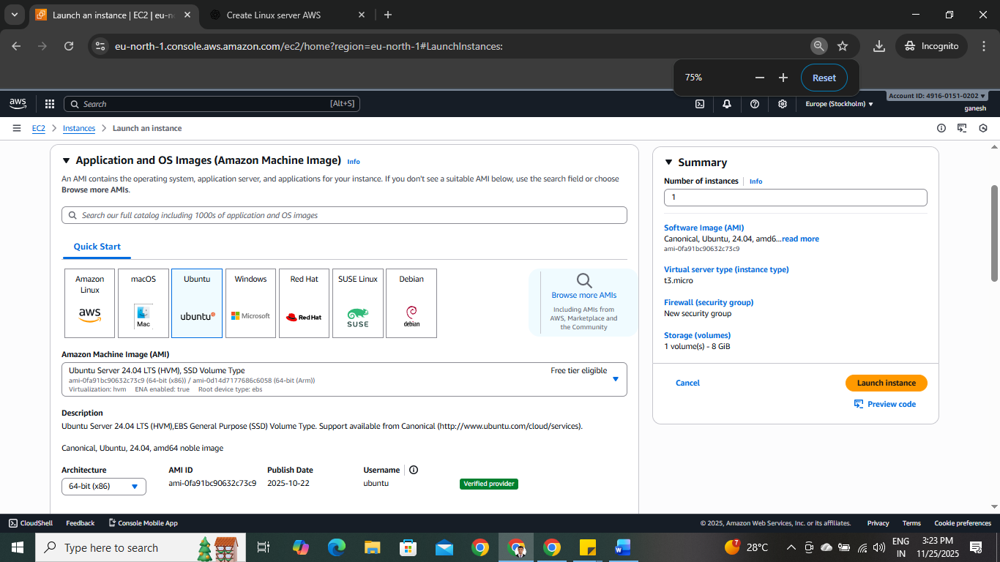 Launch an instance | EC2 | eu-n
Create Linux server AWS
eu-north-1.console.aws.amazon.com/ec2/home?region=eu-north-1#LaunchInstances:
Incognito
75%
Reset
aws
Search
[Alt+S]
Europe (Stockholm)
Account ID: 4916-0151-0202
ganesh
EC2
Instances
Launch an instance
Application and OS Images (Amazon Machine Image) Info
An AMI contains the operating system, application server, and applications for your instance. If you don't see a suitable AMI below, use the search field or choose
Browse more AMIs.
Search our full catalog including 1000s of application and OS images
Quick Start
Amazon
Linux
aws
macOS
Mac
Ubuntu
ubuntu
Windows
Microsoft
Red Hat
Red Hat
SUSE Linux
SUSE
Debian
debian
Browse more AMIs
Including AMIs from
AWS, Marketplace and
the Community
Amazon Machine Image (AMI)
Ubuntu Server 24.04 LTS (HVM), SSD Volume Type
Free tier eligible
ami-0fa91bc90632c73c9 (64-bit (x86)) / ami-0d14d7177686c6058 (64-bit (Arm))
Virtualization: hvm ENA enabled: true Root device type: ebs
Description
Ubuntu Server 24.04 LTS (HVM),EBS General Purpose (SSD) Volume Type. Support available from Canonical (http://www.ubuntu.com/cloud/services).
Canonical, Ubuntu, 24.04, amd64 noble image
Architecture
64-bit (x86)
AMI ID
ami-0fa91bc90632c73c9
Publish Date
2025-10-22
Username
ubuntu
Verified provider
Summary
Number of instances Info
1
Software Image (AMI)
Canonical, Ubuntu, 24.04, amd6...read more
ami-0fa91bc90632c73c9
Virtual server type (instance type)
t3.micro
Firewall (security group)
New security group
Storage (volumes)
1 volume(s) - 8 GiB
Cancel
Launch instance
Preview code
CloudShell
Feedback
Console Mobile App
© 2025, Amazon Web Services, Inc. or its affiliates.
Privacy
Terms
Cookie preferences
Type here to search
7
28°C
ENG
IN
3:23 PM
11/25/2025